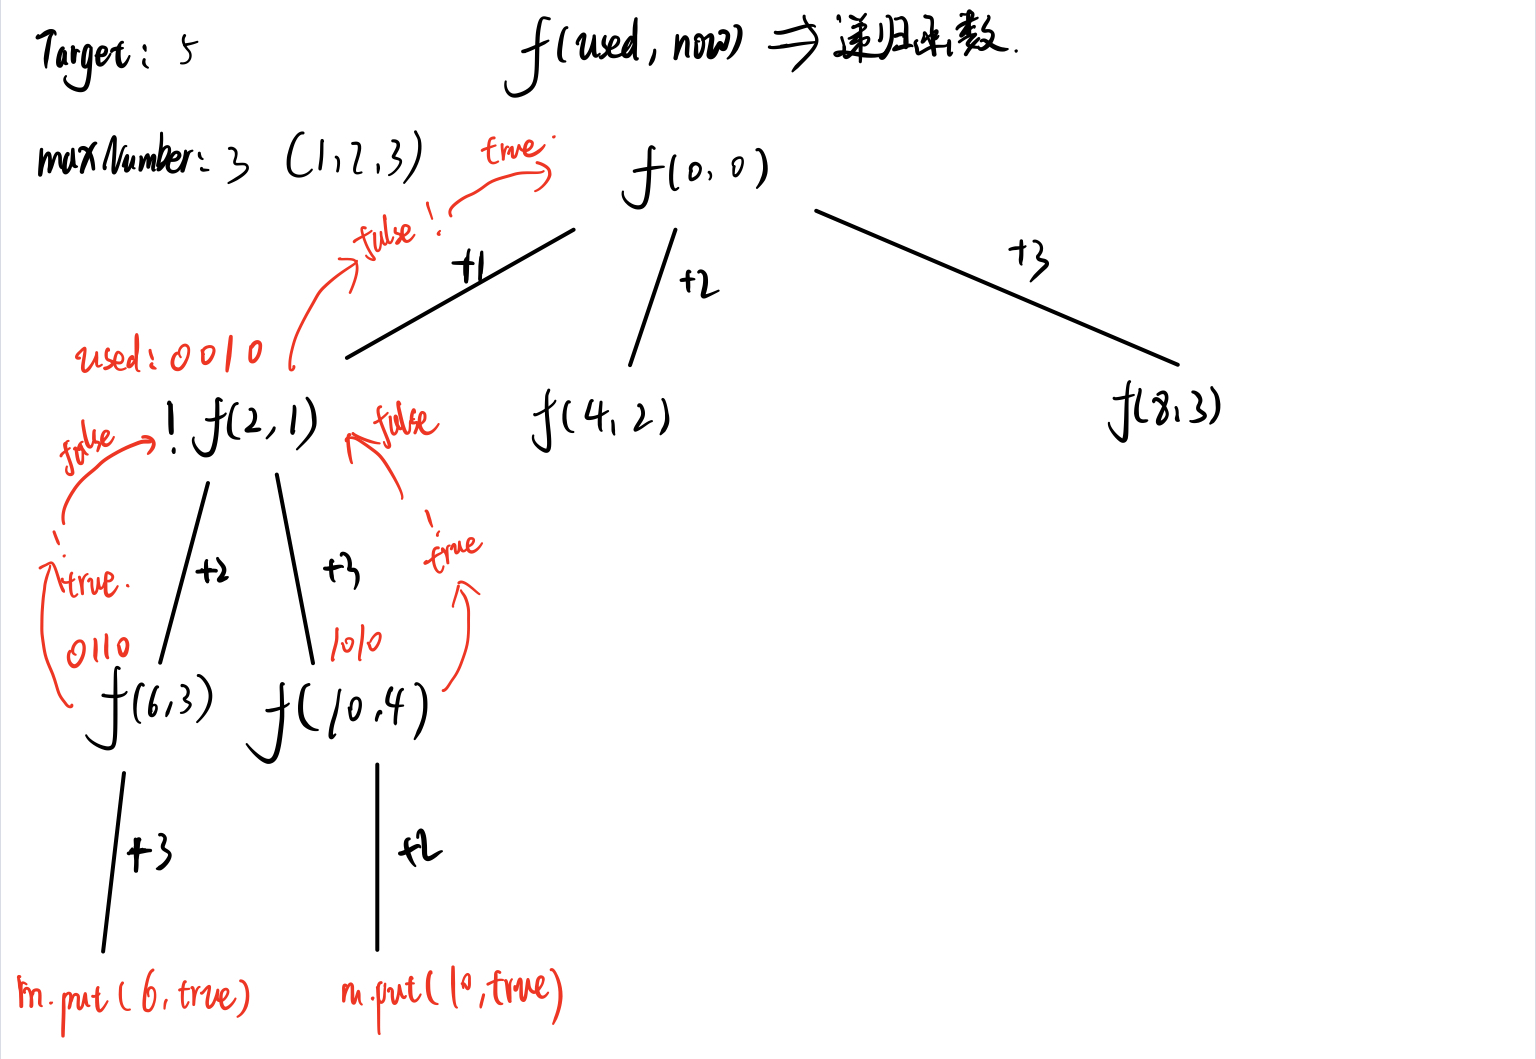 Target: 5
f(used, now) ⇒ 递归函数.
maxNumber: 3 (1,2,3)
true.
f(0, 0)
false !
+1
+2
+3
used: 0010
! f(2,1)
false
false
f(4, 2)
f(8,3)
!
true.
+2
+3
!
true
0110
1010
f(6,3)
f(10,4)
+3
+2
m.put(6,true)
m.put(10,true)